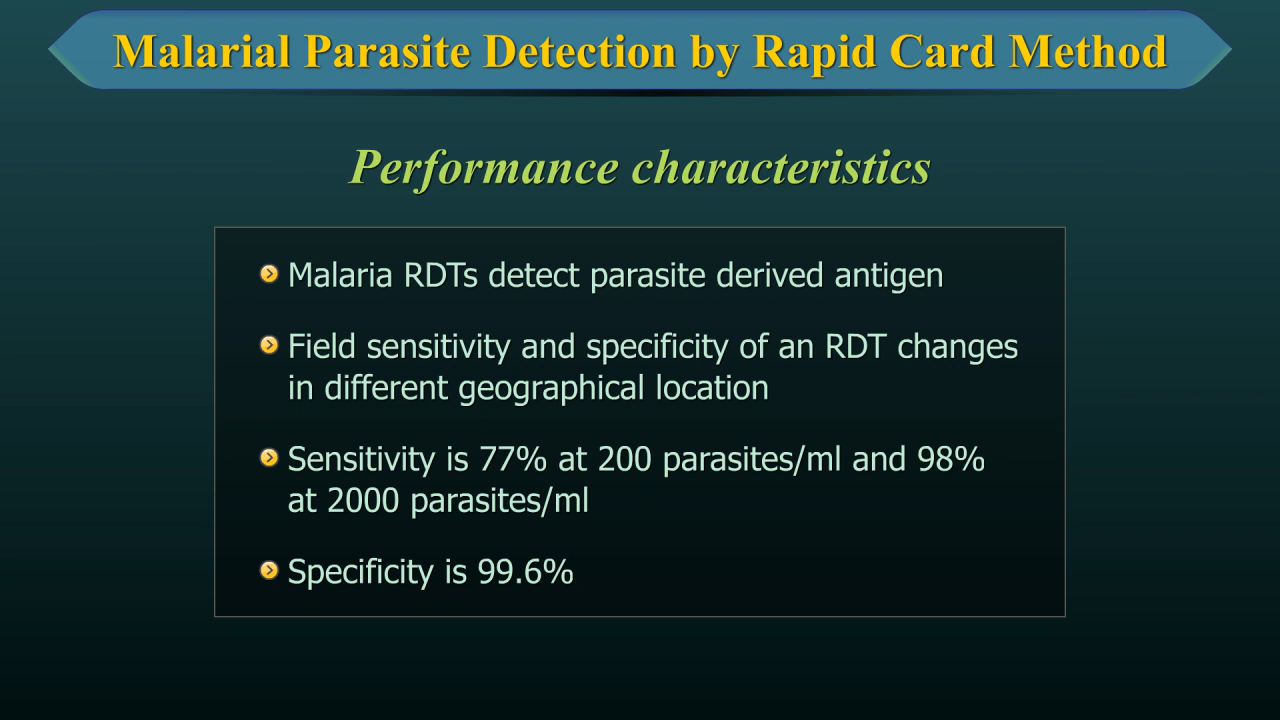 Malarial Parasite Detection by Rapid Card Method
Performance characteristics
Malaria RDTs detect parasite derived antigen
Field sensitivity and specificity of an RDT changes
in different geographical location
Sensitivity is 77% at 200 parasites/ml and 98%
at 2000 parasites/ml
Specificity is 99.6%